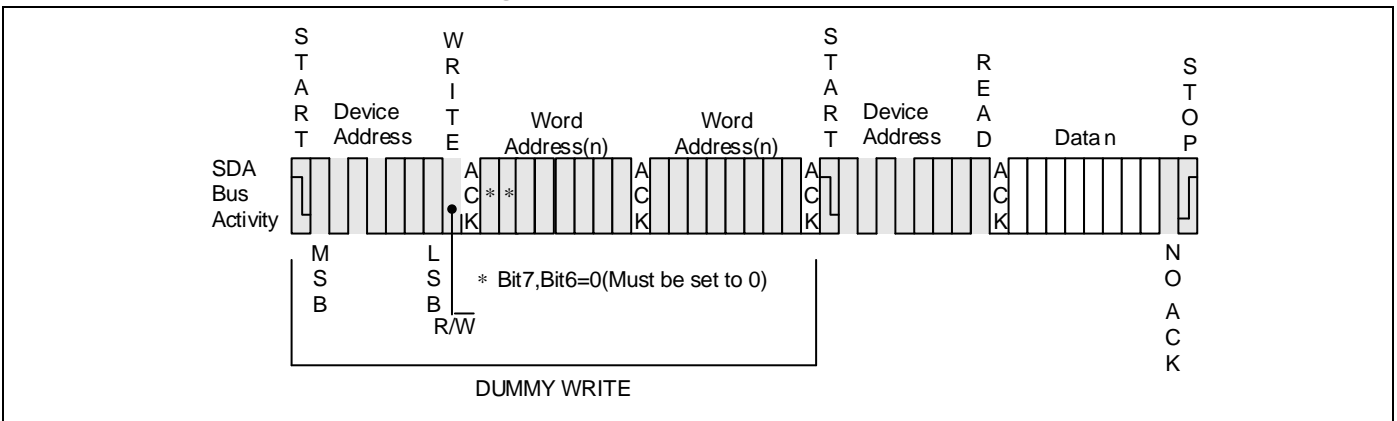 START
WRITE
START
READ
STOP
Device
Address
Word
Address(n)
Word
Address(n)
Device
Address
Data n
SDA
Bus
Activity
ACK
* *
ACK
ACK
ACK
MSB
LSB
R/W̅
* Bit7,Bit6=0(Must be set to 0)
NO ACK
DUMMY WRITE